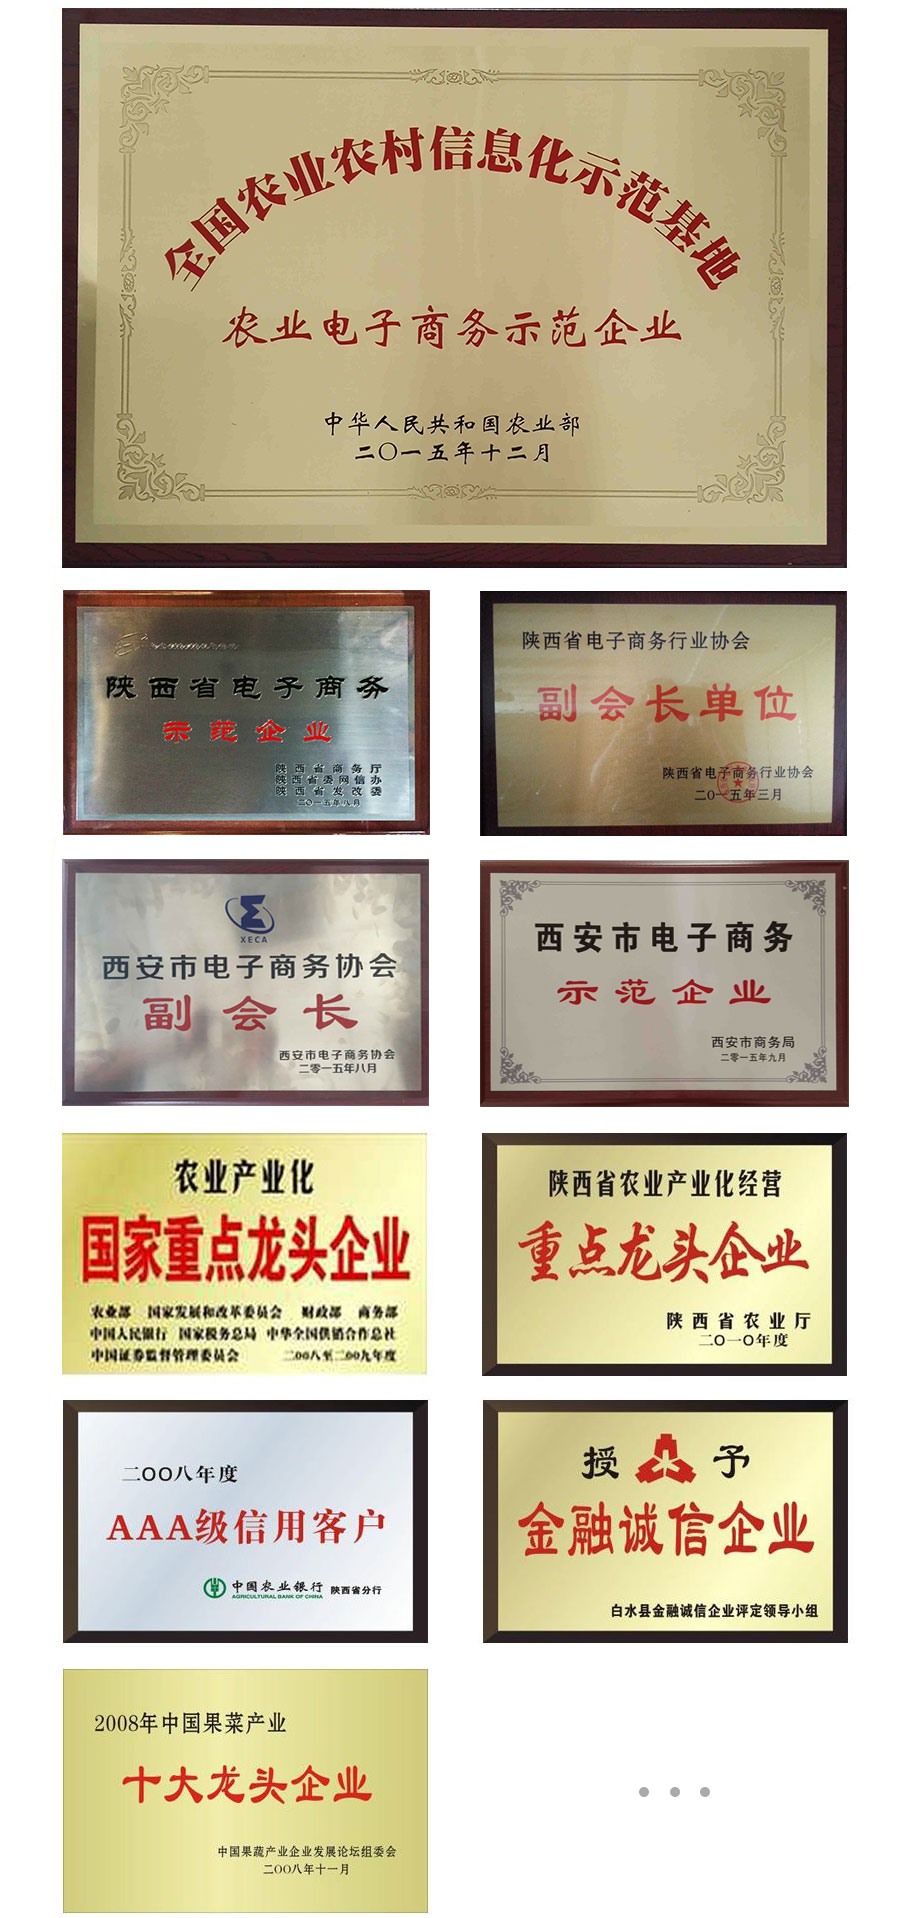 全国农业农村信息化示范基地
农业电子商务示范企业
中华人民共和国农业部
二〇一五年十二月
陕西省电子商务
示范企业
陕西省商务厅
陕西省委网信办
陕西省发改委
二〇一五年八月
陕西省电子商务行业协会
副会长单位
陕西省电子商务行业协会
二〇一五年三月
XECA
西安市电子商务协会
副会长
西安市电子商务协会
二零一五年八月
西安市电子商务
示范企业
西安市商务局
二零一五年九月
农业产业化
国家重点龙头企业
农业部 国家发展和改革委员会 财政部 商务部
中国人民银行 国家税务总局 中华全国供销合作总社
中国证券监督管理委员会 二〇〇八至二〇〇九年度
陕西省农业产业化经营
重点龙头企业
陕西省农业厅
二〇一〇年度
二〇〇八年度
AAA级信用客户
中国农业银行 陕西省分行
AGRICULTURAL BANK OF CHINA
授 予
金融诚信企业
白水县金融诚信企业评定领导小组
2008年中国果菜产业
十大龙头企业
中国果蔬产业企业发展论坛组委会
二〇〇八年十一月